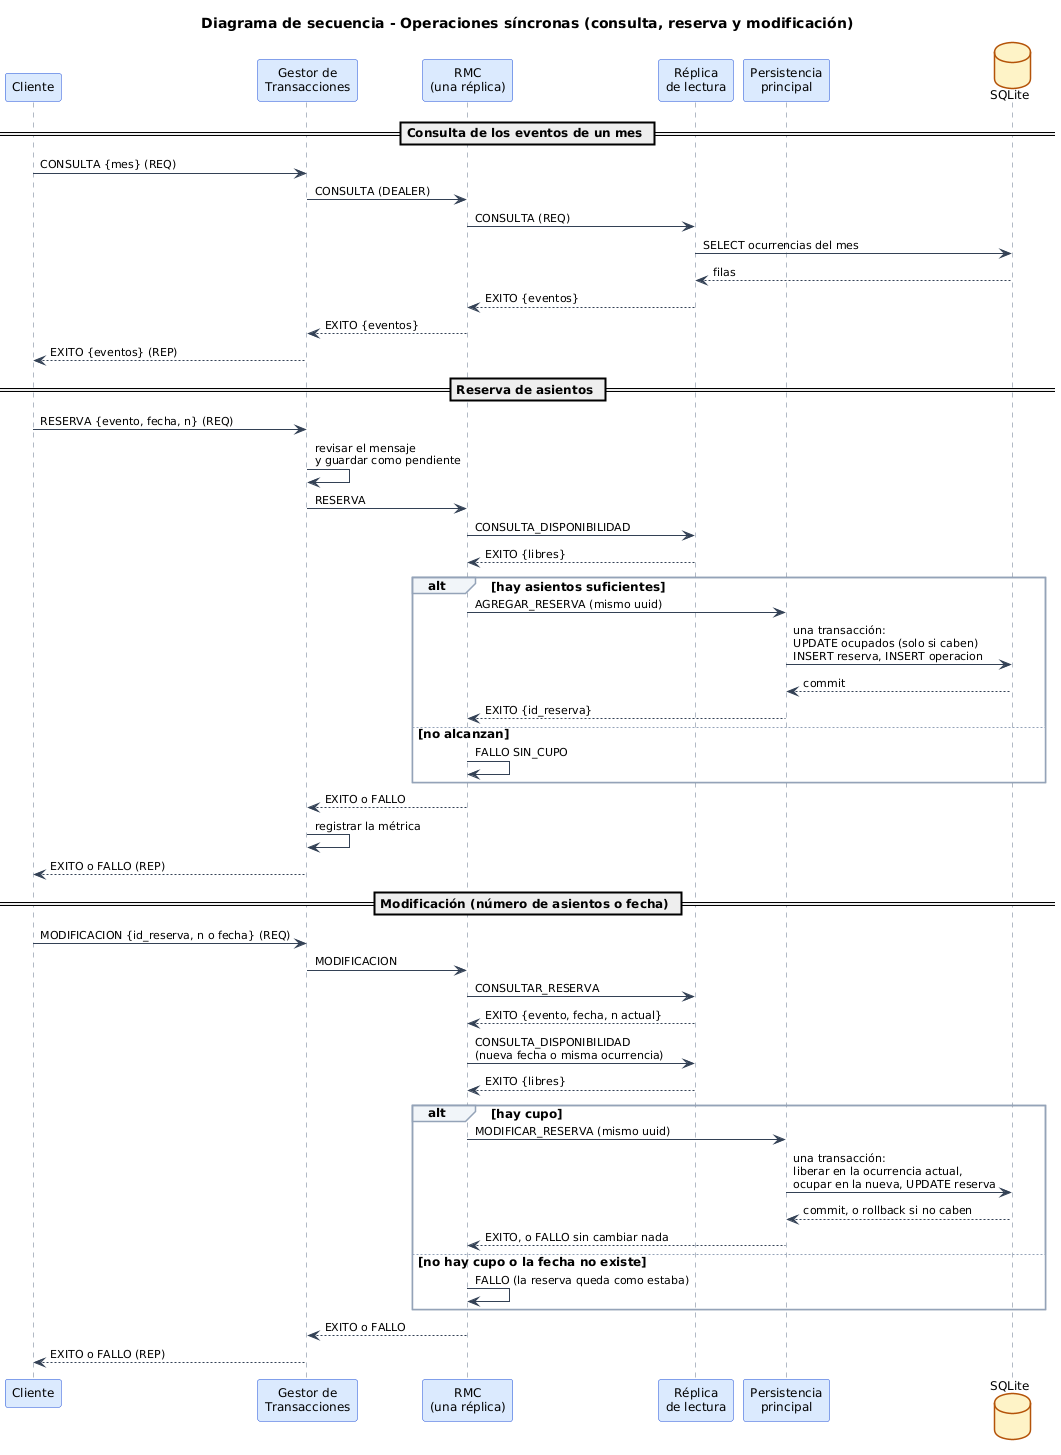 Diagrama de secuencia - Operaciones síncronas (consulta, reserva y modificación)
Cliente
Gestor de
Transacciones
RMC
(una réplica)
Réplica
de lectura
Persistencia
principal
SQLite
Consulta de los eventos de un mes
CONSULTA {mes} (REQ)
CONSULTA (DEALER)
CONSULTA (REQ)
SELECT ocurrencias del mes
filas
EXITO {eventos}
EXITO {eventos}
EXITO {eventos} (REP)
Reserva de asientos
RESERVA {evento, fecha, n} (REQ)
revisar el mensaje
y guardar como pendiente
RESERVA
CONSULTA_DISPONIBILIDAD
EXITO {libres}
alt
[hay asientos suficientes]
AGREGAR_RESERVA (mismo uuid)
una transacción:
UPDATE ocupados (solo si caben)
INSERT reserva, INSERT operacion
commit
EXITO {id_reserva}
[no alcanzan]
FALLO SIN_CUPO
EXITO o FALLO
registrar la métrica
EXITO o FALLO (REP)
Modificación (número de asientos o fecha)
MODIFICACION {id_reserva, n o fecha} (REQ)
MODIFICACION
CONSULTAR_RESERVA
EXITO {evento, fecha, n actual}
CONSULTA_DISPONIBILIDAD
(nueva fecha o misma ocurrencia)
EXITO {libres}
alt
[hay cupo]
MODIFICAR_RESERVA (mismo uuid)
una transacción:
liberar en la ocurrencia actual,
ocupar en la nueva, UPDATE reserva
commit, o rollback si no caben
EXITO, o FALLO sin cambiar nada
[no hay cupo o la fecha no existe]
FALLO (la reserva queda como estaba)
EXITO o FALLO
EXITO o FALLO (REP)
Cliente
Gestor de
Transacciones
RMC
(una réplica)
Réplica
de lectura
Persistencia
principal
SQLite